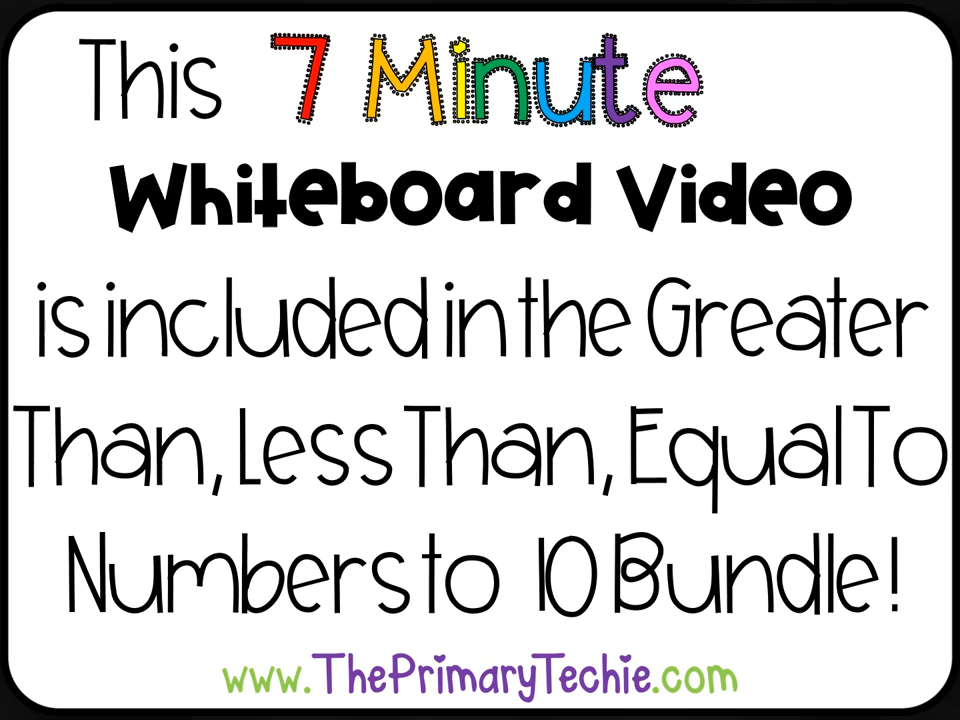 This 7 Minute
Whiteboard Video
is included in the Greater
Than, Less Than, Equal To
Numbers to 10 Bundle!
www.ThePrimaryTechie.com